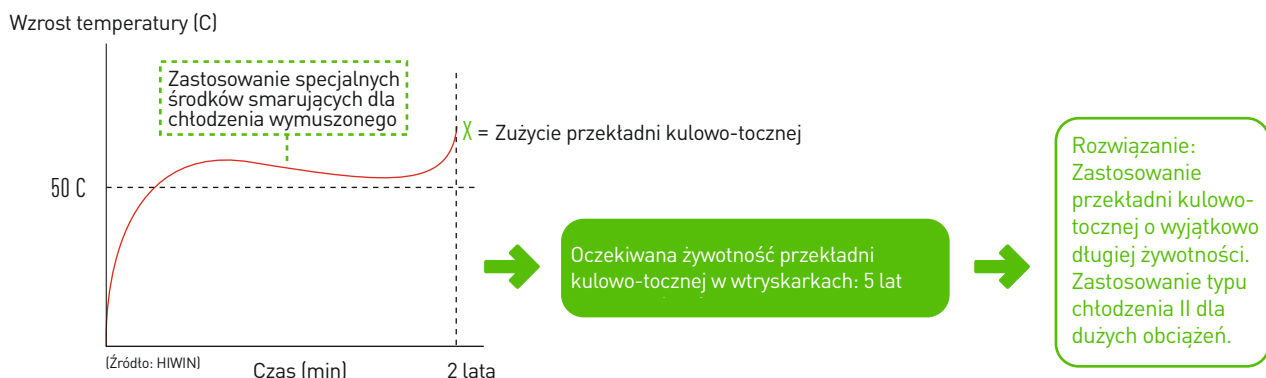 Wzrost temperatury (C)
Zastosowanie specjalnych
środków smarujących dla
chłodzenia wymuszonego
X = Zużycie przekładni kulowo-tocznej
50 C
(Źródło: HIWIN)
Czas (min)
2 lata
Oczekiwana żywotność przekładni
kulowo-tocznej w wtryskarkach: 5 lat
Rozwiązanie:
Zastosowanie
przekładni kulowo-
tocznej o wyjątkowo
długiej żywotności.
Zastosowanie typu
chłodzenia II dla
dużych obciążeń.